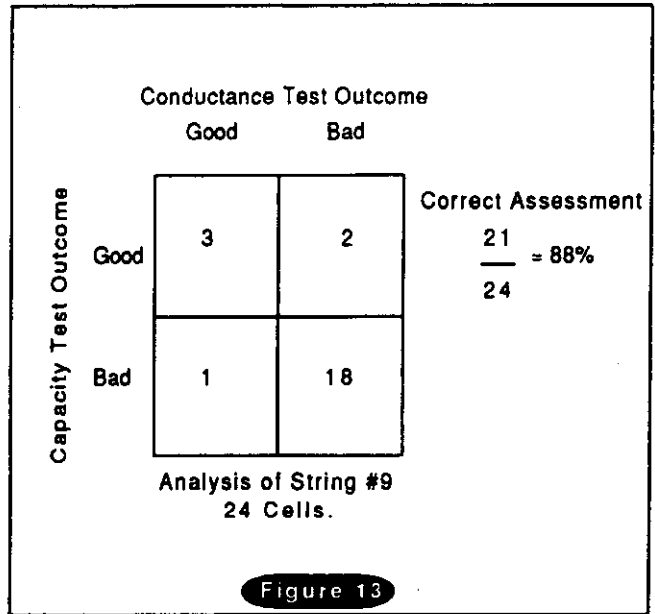 Conductance Test Outcome
Good Bad
Capacity Test Outcome
Good 3 2
Bad 1 18
Correct Assessment
21
24
= 88%
Analysis of String #9
24 Cells.
Figure 13